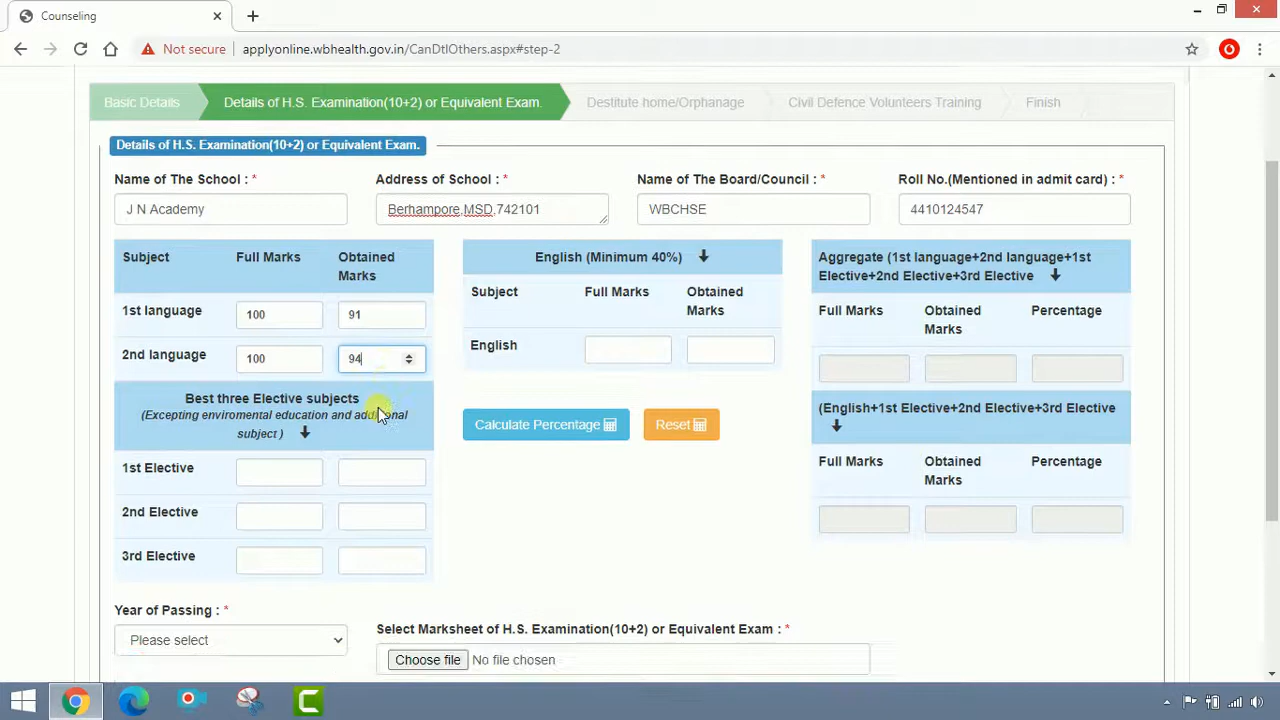 Counseling
Not secure
applyonline.wbhealth.gov.in/CanDtlOthers.aspx#step-2
Basic Details
Details of H.S. Examination(10+2) or Equivalent Exam.
Destitute home/Orphanage
Civil Defence Volunteers Training
Finish
Details of H.S. Examination(10+2) or Equivalent Exam.
Name of The School : *
Address of School : *
Name of The Board/Council : *
Roll No.(Mentioned in admit card) : *
J N Academy
Berhampore,MSD,742101
WBCHSE
4410124547
Subject
Full Marks
Obtained
Marks
1st language
100
91
2nd language
100
94
Best three Elective subjects
(Excepting enviromental education and additional
subject )
1st Elective
2nd Elective
3rd Elective
English (Minimum 40%)
Subject
Full Marks
Obtained
Marks
English
Calculate Percentage
Reset
Aggregate (1st language+2nd language+1st
Elective+2nd Elective+3rd Elective
Full Marks
Obtained
Marks
Percentage
(English+1st Elective+2nd Elective+3rd Elective
Full Marks
Obtained
Marks
Percentage
Year of Passing : *
Please select
Select Marksheet of H.S. Examination(10+2) or Equivalent Exam : *
Choose file
No file chosen